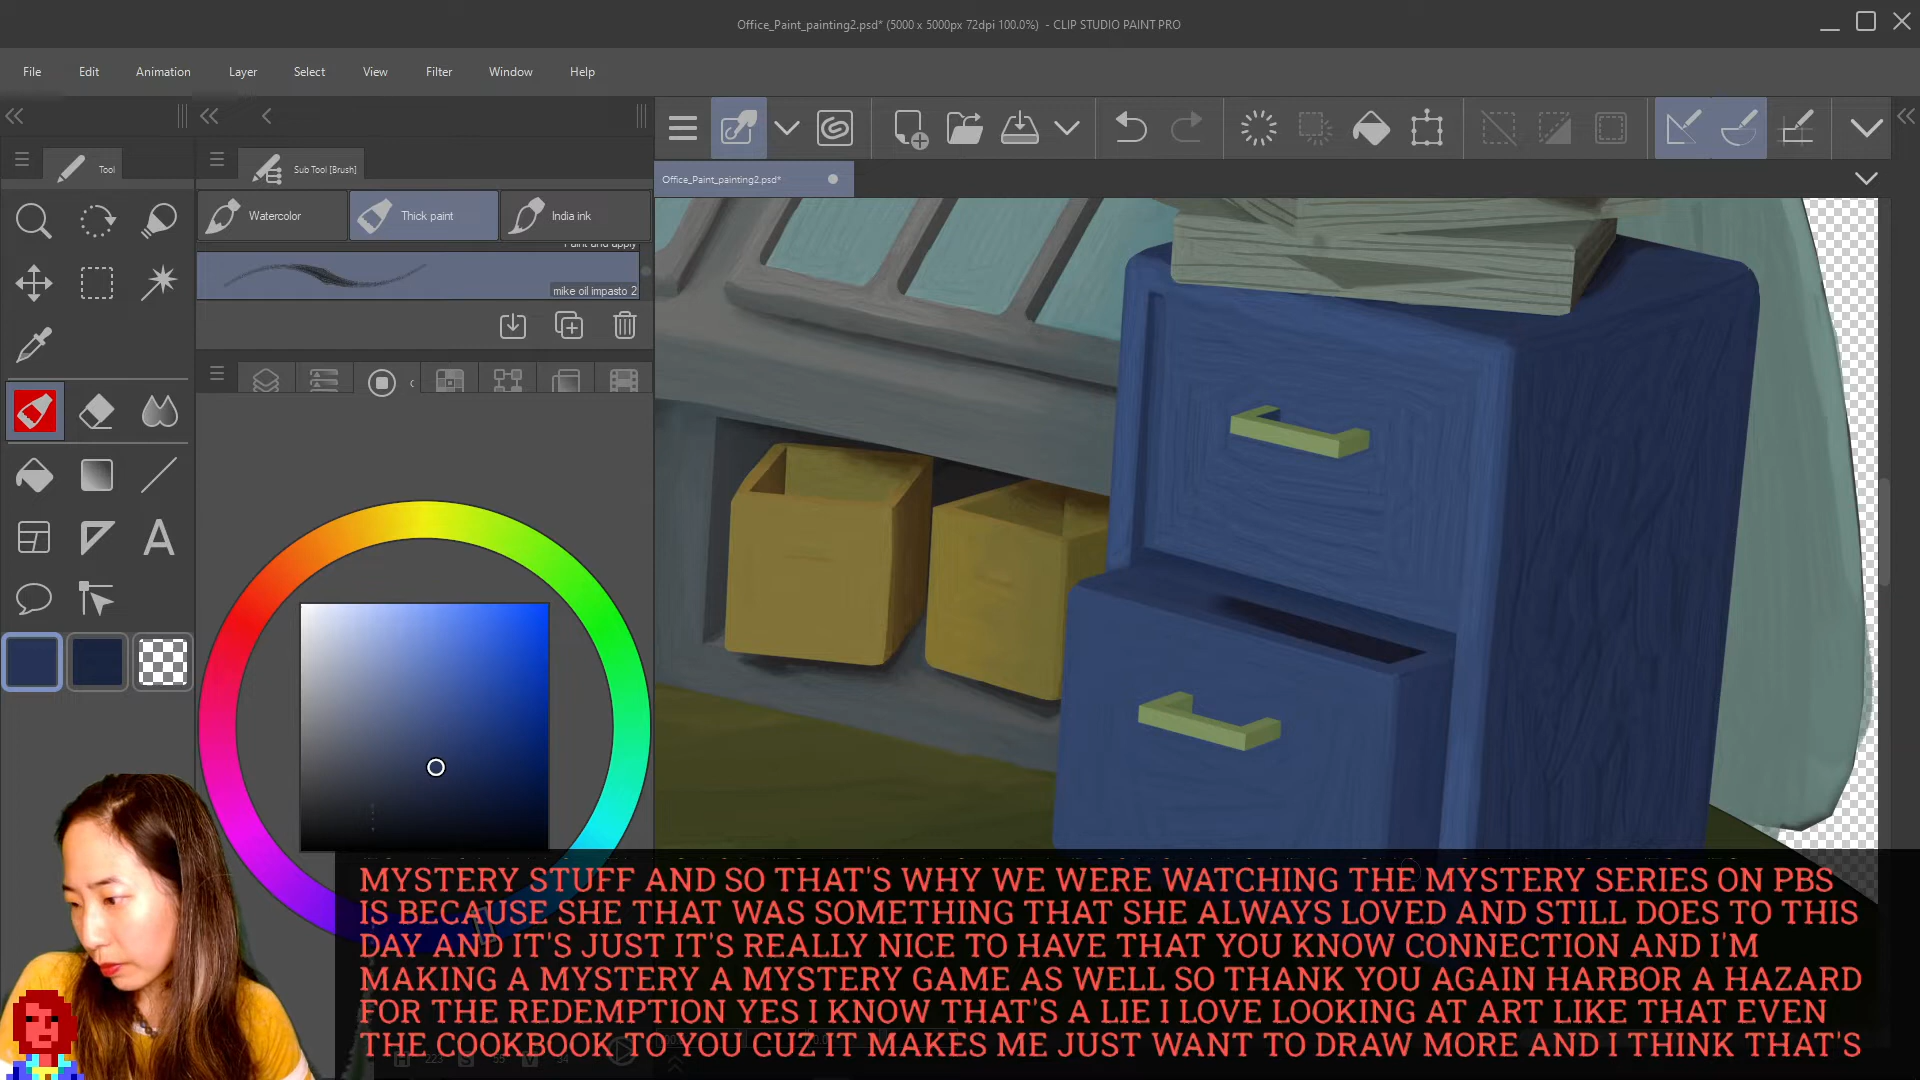 Office_Paint_painting2.psd* (5000 x 5000px 72dpi 100.0%) - CLIP STUDIO PAINT PRO
File Edit Animation Layer Select View Filter Window Help
Tool
Sub Tool [Brush]
Office_Paint_painting2.psd*
Watercolor Thick paint India ink
Paint and apply
mike oil impasto 2
MYSTERY STUFF AND SO THAT'S WHY WE WERE WATCHING THE MYSTERY SERIES ON PBS
IS BECAUSE SHE THAT WAS SOMETHING THAT SHE ALWAYS LOVED AND STILL DOES TO THIS
DAY AND IT'S JUST IT'S REALLY NICE TO HAVE THAT YOU KNOW CONNECTION AND I'M
MAKING A MYSTERY A MYSTERY GAME AS WELL SO THANK YOU AGAIN HARBOR A HAZARD
FOR THE REDEMPTION YES I KNOW THAT'S A LIE I LOVE LOOKING AT ART LIKE THAT EVEN
THE COOKBOOK TO YOU CUZ IT MAKES ME JUST WANT TO DRAW MORE AND I THINK THAT'S
H 223 S 55 V 34